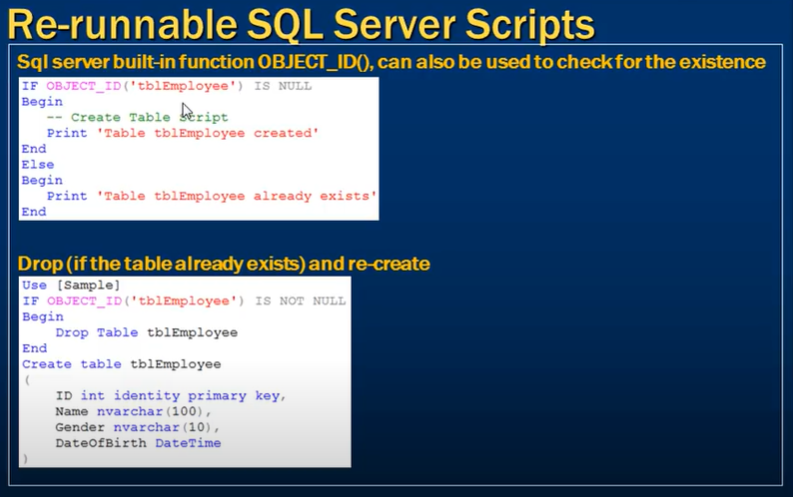 Re-runnable SQL Server Scripts
Sql server built-in function OBJECT_ID(), can also be used to check for the existence
IF OBJECT_ID('tblEmployee') IS NULL
Begin
-- Create Table Script
Print 'Table tblEmployee created'
End
Else
Begin
Print 'Table tblEmployee already exists'
End
Drop (if the table already exists) and re-create
Use [Sample]
IF OBJECT_ID('tblEmployee') IS NOT NULL
Begin
Drop Table tblEmployee
End
Create table tblEmployee
(
ID int identity primary key,
Name nvarchar(100),
Gender nvarchar(10),
DateOfBirth DateTime
)